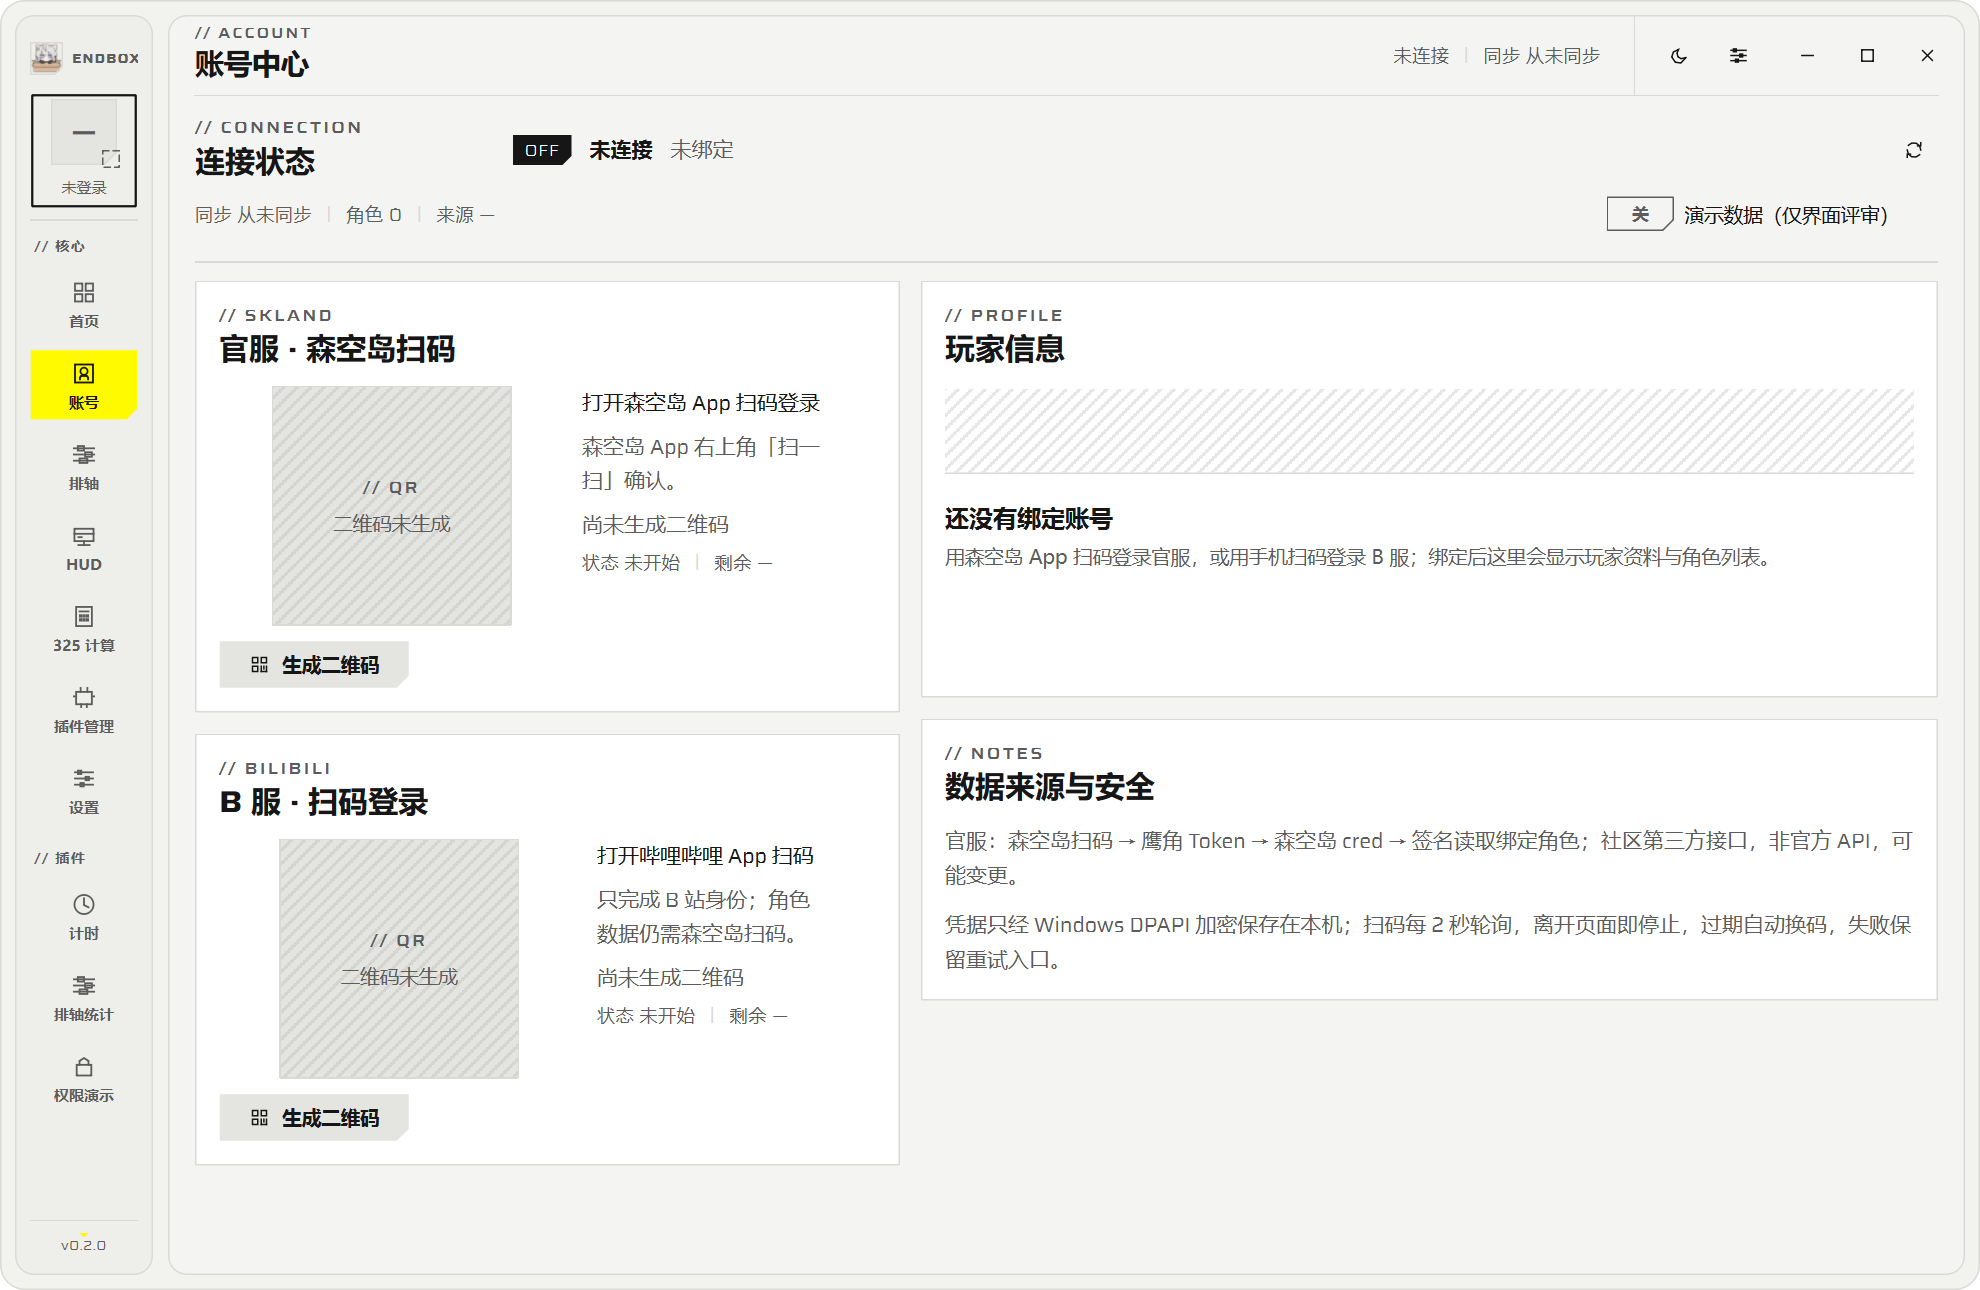 ENDBOX
未登录
// 核心
首页
账号
排轴
HUD
325 计算
插件管理
设置
// 插件
计时
排轴统计
权限演示
v0.2.0
// ACCOUNT
账号中心
未连接
同步 从未同步
// CONNECTION
连接状态
OFF
未连接
未绑定
同步 从未同步
角色 0
来源 —
关
演示数据（仅界面评审）
// SKLAND
官服 · 森空岛扫码
// QR
二维码未生成
打开森空岛 App 扫码登录
森空岛 App 右上角「扫一
扫」确认。
尚未生成二维码
状态 未开始
剩余 —
生成二维码
// BILIBILI
B 服 · 扫码登录
// QR
二维码未生成
打开哔哩哔哩 App 扫码
只完成 B 站身份；角色
数据仍需森空岛扫码。
尚未生成二维码
状态 未开始
剩余 —
生成二维码
// PROFILE
玩家信息
还没有绑定账号
用森空岛 App 扫码登录官服，或用手机扫码登录 B 服；绑定后这里会显示玩家资料与角色列表。
// NOTES
数据来源与安全
官服：森空岛扫码 → 鹰角 Token → 森空岛 cred → 签名读取绑定角色；社区第三方接口，非官方 API，可
能变更。
凭据只经 Windows DPAPI 加密保存在本机；扫码每 2 秒轮询，离开页面即停止，过期自动换码，失败保
留重试入口。